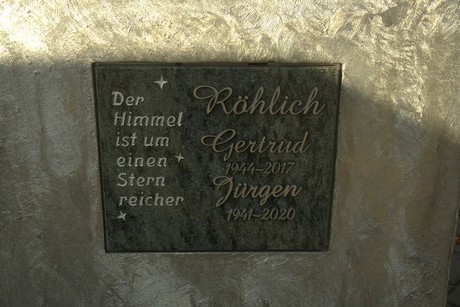 Der
Himmel
ist um
einen
Stern
reicher
Röhlich
Gertrud
1944-2017
Jürgen
1941-2020